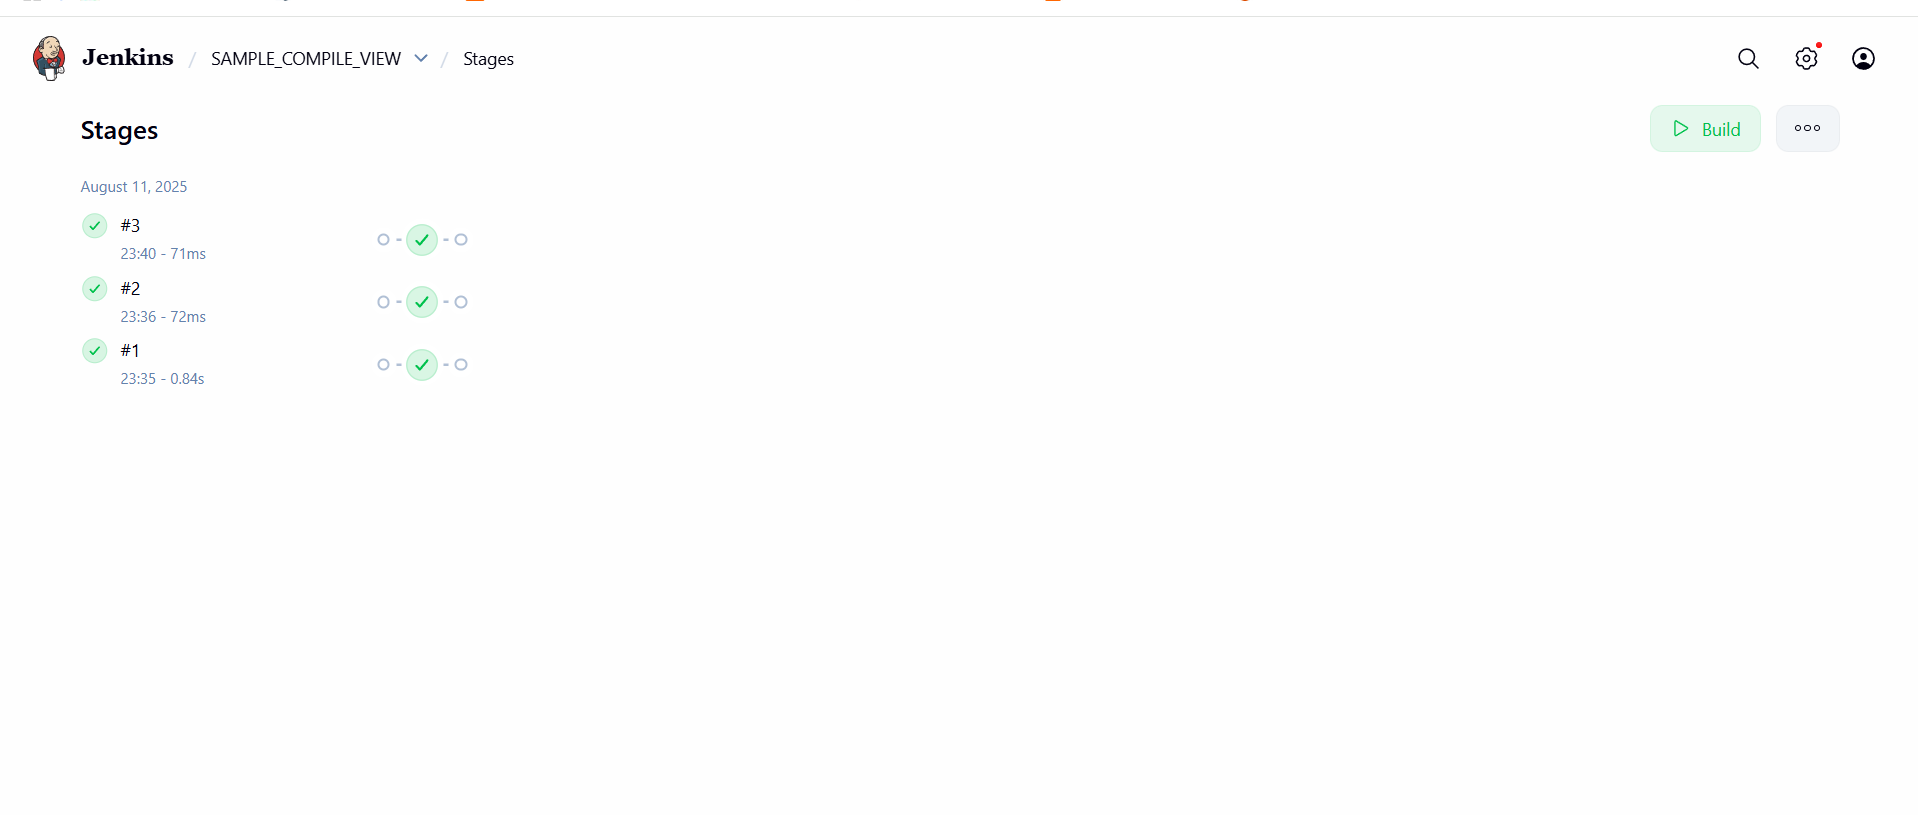 Jenkins / SAMPLE_COMPILE_VIEW / Stages
Stages
Build
August 11, 2025
#3
23:40 - 71ms
#2
23:36 - 72ms
#1
23:35 - 0.84s